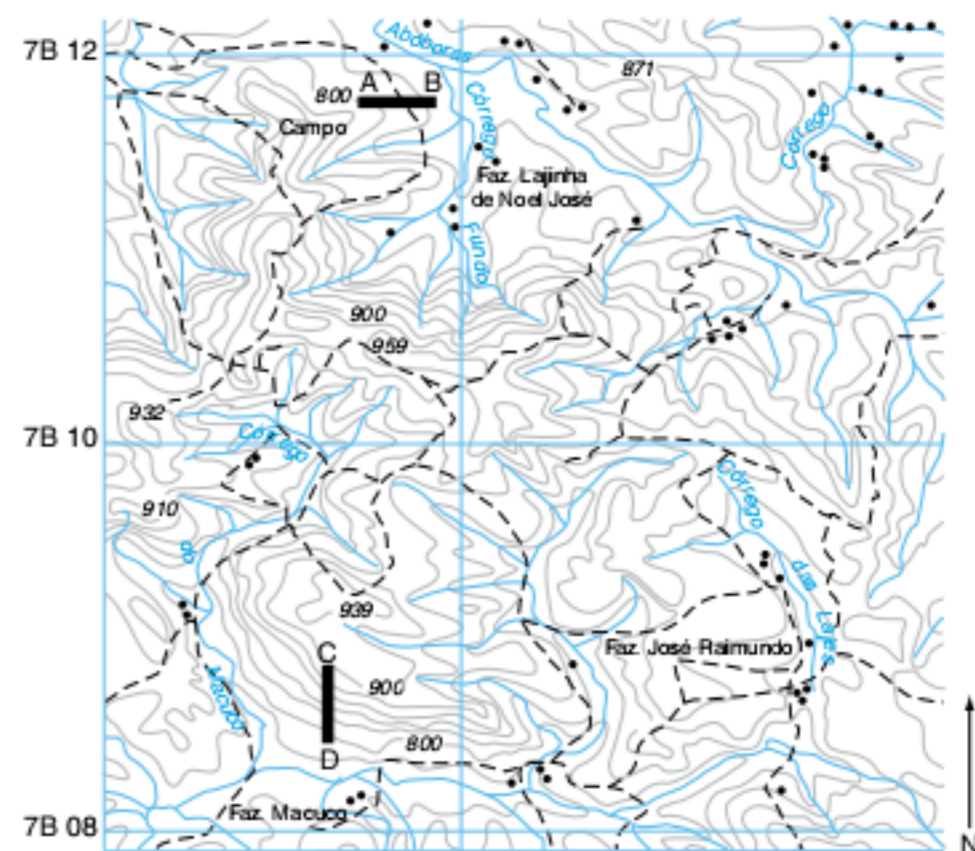 Abóboras
7B 12
871
A B
800
Campo
Córrego
Córrego
Faz. Lajinha
de Noel José
Fundo
900
959
932
7B 10
Córrego
Córrego
910
do
das
939
Lajes
C
Faz. José Raimundo
900
Macuco
800
D
Faz. Macuco
7B 08
N